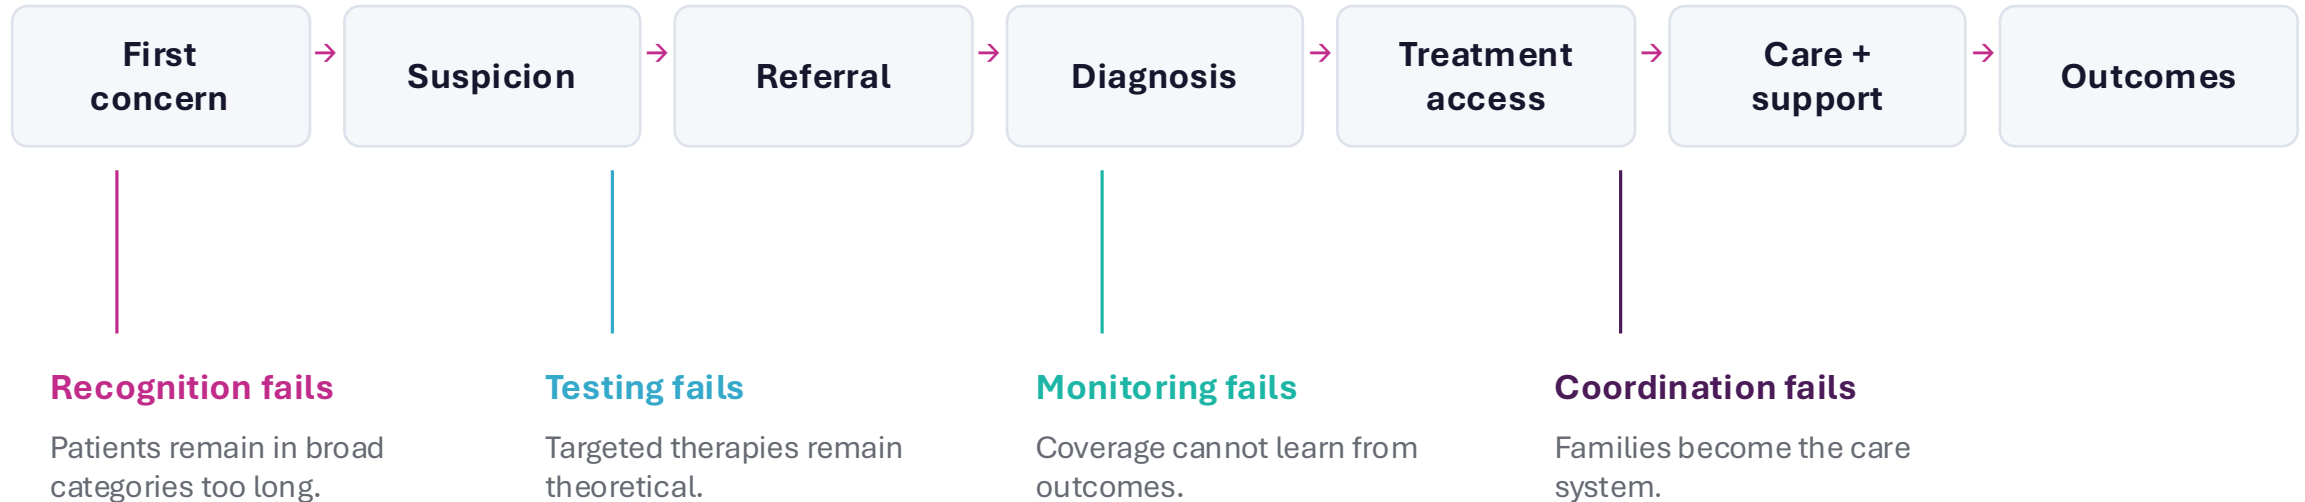 First
concern
→
Suspicion
→
Referral
→
Diagnosis
→
Treatment
access
→
Care +
support
→
Outcomes
Recognition fails
Patients remain in broad
categories too long.
Testing fails
Targeted therapies remain
theoretical.
Monitoring fails
Coverage cannot learn from
outcomes.
Coordination fails
Families become the care
system.